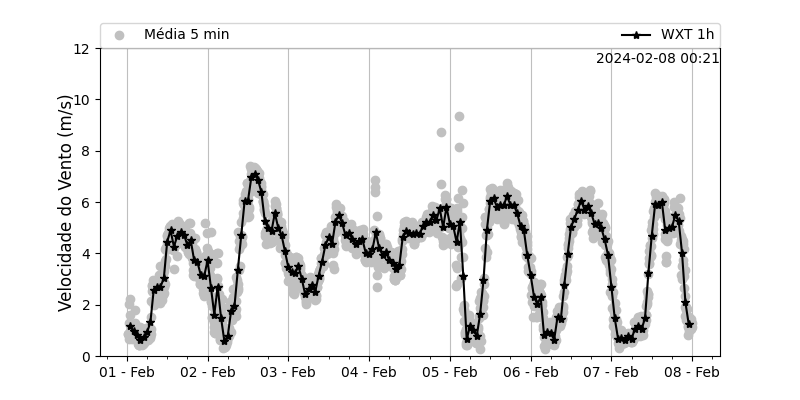 Média 5 min WXT 1h
2024-02-08 00:21
Velocidade do Vento (m/s)
12
10
8
6
4
2
0
01 - Feb 02 - Feb 03 - Feb 04 - Feb 05 - Feb 06 - Feb 07 - Feb 08 - Feb